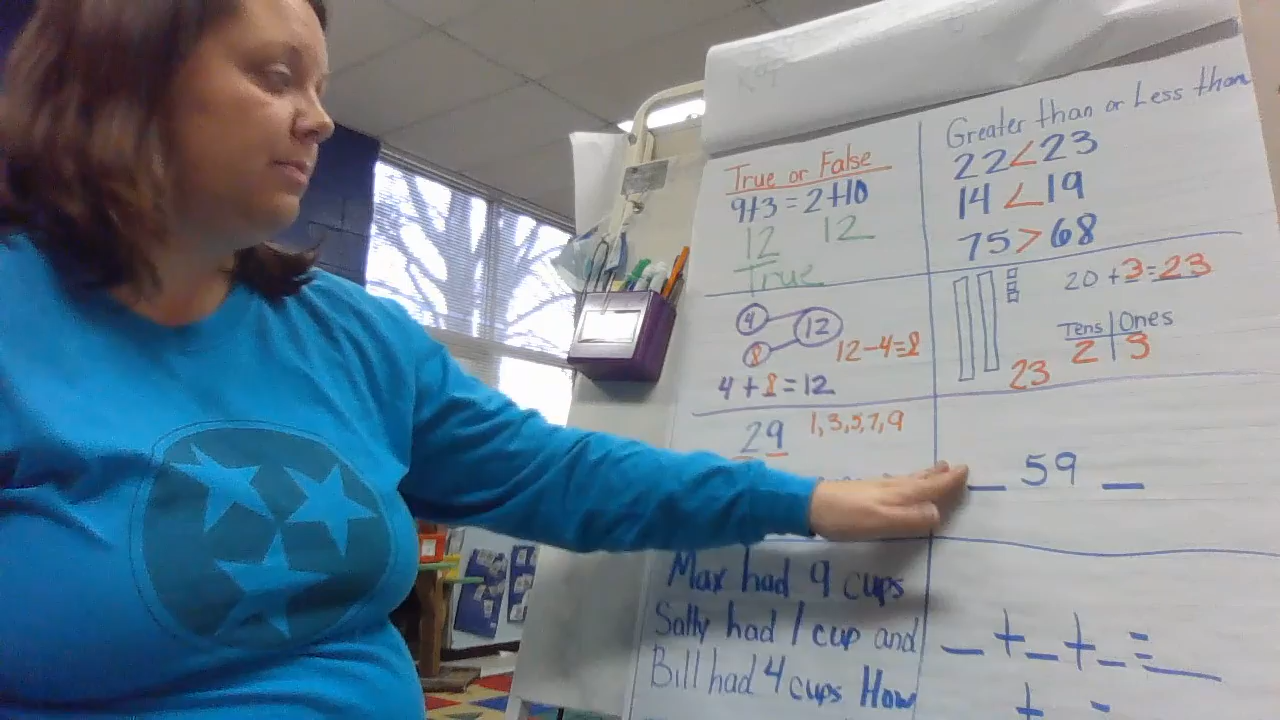 True or False
9+3 = 2+10
12 12
True
Greater than or Less than
22<23
14<19
75>68
4 12
8
12-4=8
4+8=12
20+3=23
Tens Ones
2 3
23
29 1,3,5,7,9
_ 59 _
Max had 9 cups
Sally had 1 cup and
Bill had 4 cups How
_+_+_=_
+ =